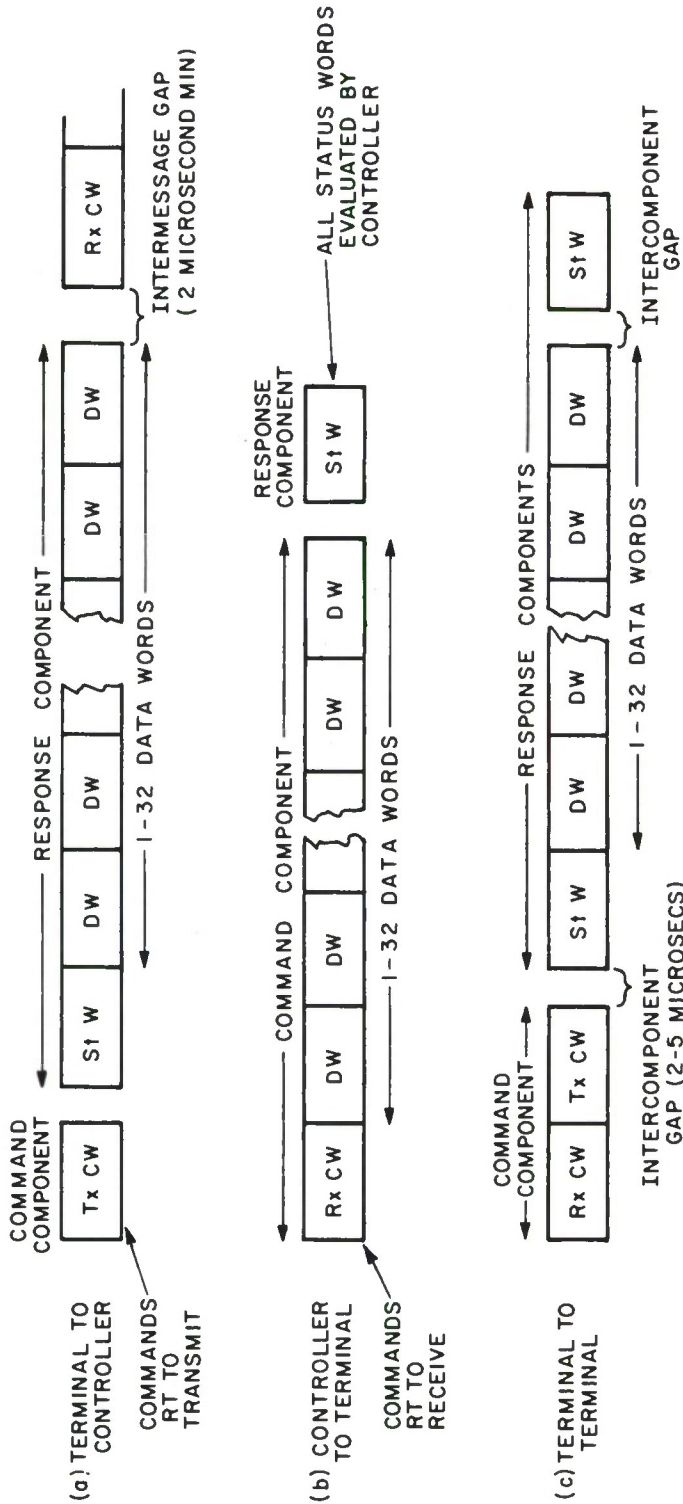 (a) TERMINAL TO
CONTROLLER
COMMANDS
RT TO
TRANSMIT
COMMAND
COMPONENT
Tx CW
RESPONSE COMPONENT
St W
DW
DW
DW
DW
1-32 DATA WORDS
Rx CW
INTERMESSAGE GAP
(2 MICROSECOND MIN)
(b) CONTROLLER
TO TERMINAL
COMMANDS
RT TO
RECEIVE
COMMAND COMPONENT
Rx CW
DW
DW
DW
DW
1-32 DATA WORDS
RESPONSE
COMPONENT
St W
ALL STATUS WORDS
EVALUATED BY
CONTROLLER
(c) TERMINAL TO
TERMINAL
COMMAND
COMPONENT
Rx CW
Tx CW
INTERCOMPONENT
GAP (2-5 MICROSECS)
RESPONSE COMPONENTS
St W
DW
DW
DW
DW
1-32 DATA WORDS
St W
INTERCOMPONENT
GAP